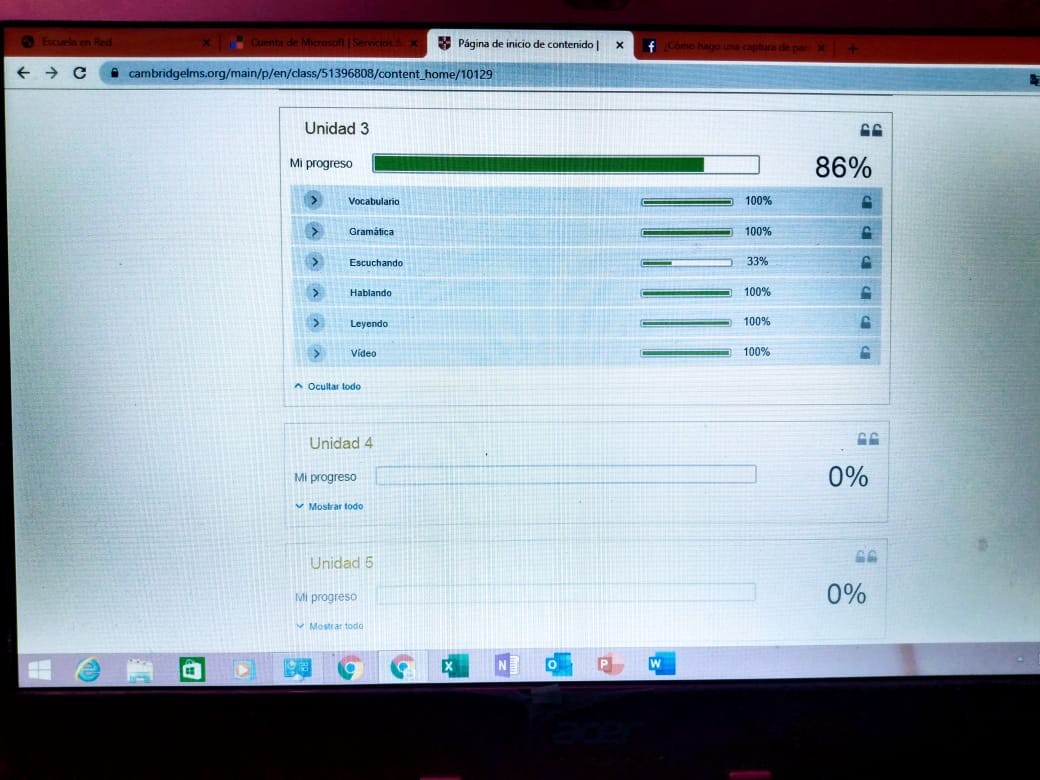 Escuela en Red
Cuenta de Microsoft | Servicios
Página de inicio de contenido |
¿Cómo hago una captura de
cambridgelms.org/main/p/en/class/51396808/content_home/10129
Unidad 3
Mi progreso 86%
Vocabulario 100%
Gramática 100%
Escuchando 33%
Hablando 100%
Leyendo 100%
Vídeo 100%
Ocultar todo
Unidad 4
Mi progreso 0%
Mostrar todo
Unidad 5
Mi progreso 0%
Mostrar todo
X N O P W
acer